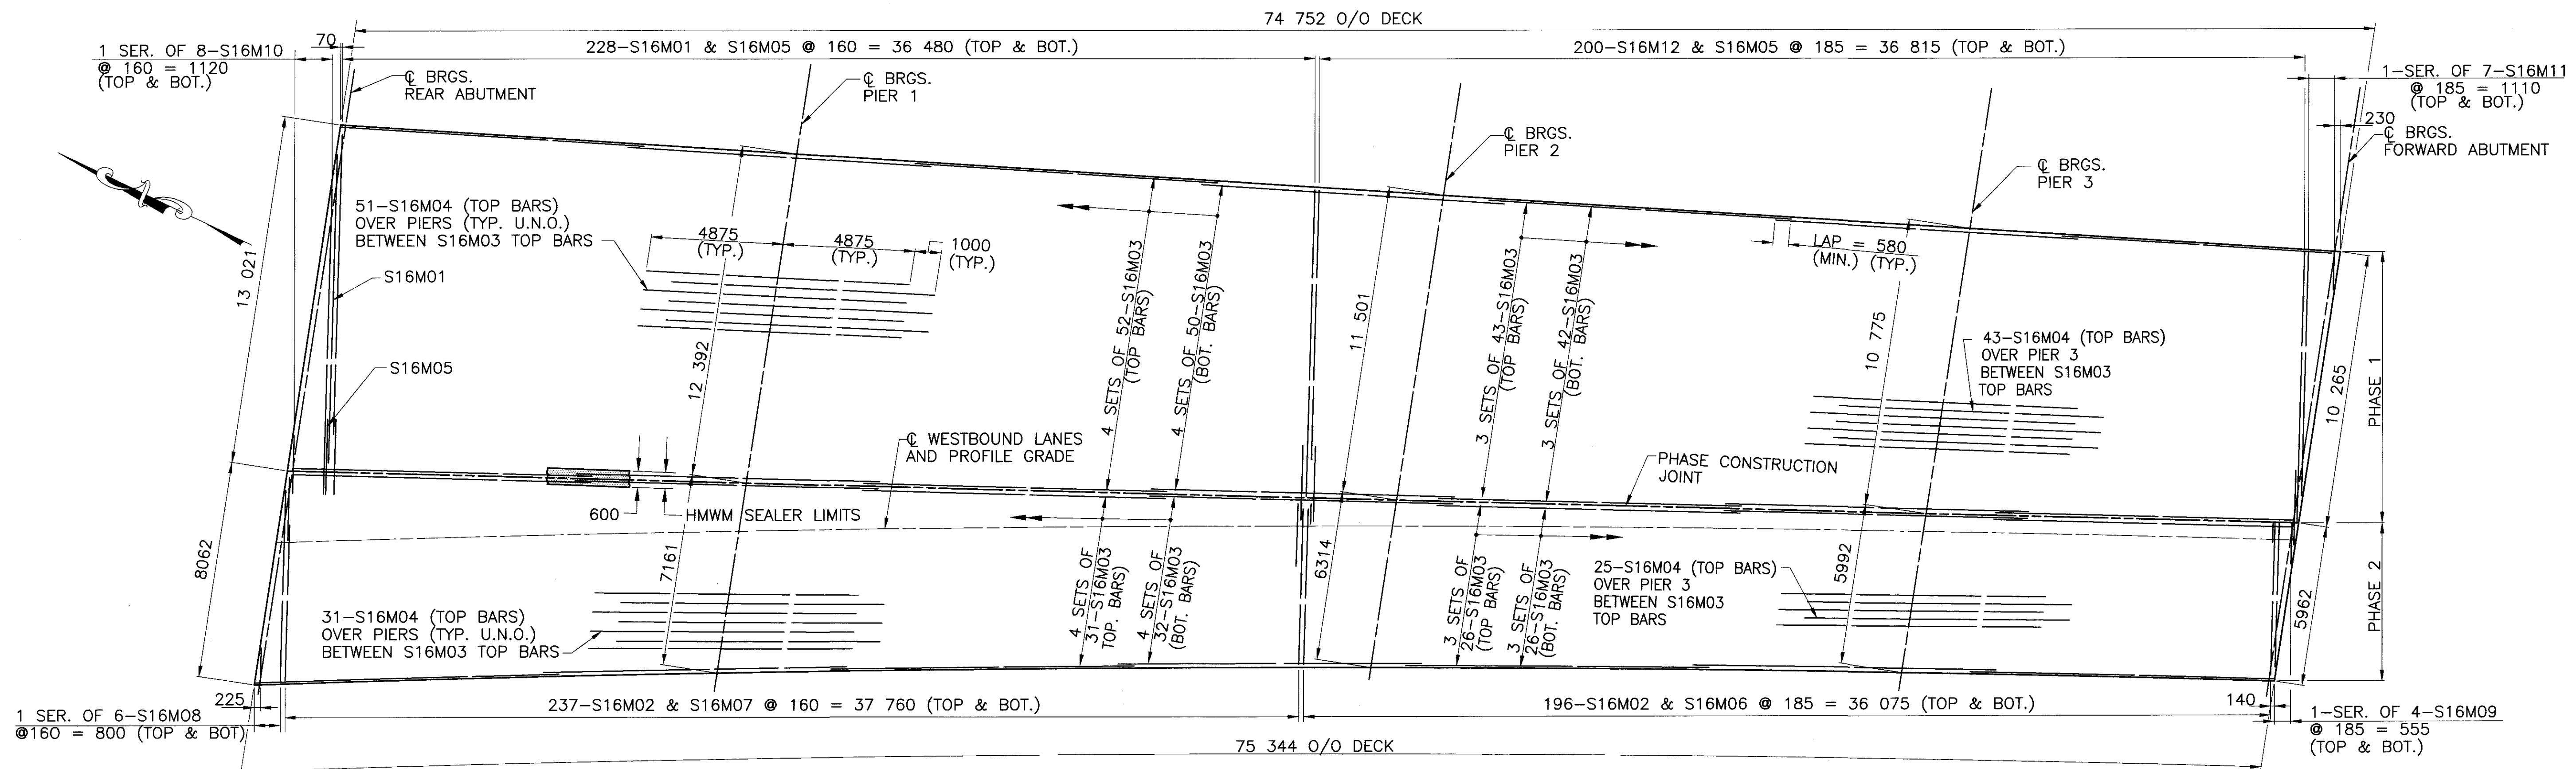 74 752 O/O DECK
70
228-S16M01 & S16M05 @ 160 = 36 480 (TOP & BOT.)
200-S16M12 & S16M05 @ 185 = 36 815 (TOP & BOT.)
1 SER. OF 8-S16M10
@ 160 = 1120
(TOP & BOT.)
1-SER. OF 7-S16M11
@ 185 = 1110
(TOP & BOT.)
℄ BRGS.
REAR ABUTMENT
℄ BRGS.
PIER 1
℄ BRGS.
PIER 2
℄ BRGS.
PIER 3
230
℄ BRGS.
FORWARD ABUTMENT
13 021
51-S16M04 (TOP BARS)
OVER PIERS (TYP. U.N.O.)
BETWEEN S16M03 TOP BARS
4875
(TYP.)
4875
(TYP.)
1000
(TYP.)
LAP = 580
(MIN.) (TYP.)
S16M01
S16M05
12 392
4 SETS OF 52-S16M03
(TOP BARS)
4 SETS OF 50-S16M03
(BOT. BARS)
11 501
3 SETS OF 43-S16M03
(TOP BARS)
3 SETS OF 42-S16M03
(BOT. BARS)
10 775
43-S16M04 (TOP BARS)
OVER PIER 3
BETWEEN S16M03
TOP BARS
10 265
PHASE 1
℄ WESTBOUND LANES
AND PROFILE GRADE
PHASE CONSTRUCTION
JOINT
600
HMWM SEALER LIMITS
8062
7161
4 SETS OF
31-S16M03
TOP. BARS)
4 SETS OF
32-S16M03
(BOT. BARS)
6314
3 SETS OF
26-S16M03
(TOP BARS)
3 SETS OF
26-S16M03
(BOT. BARS)
25-S16M04 (TOP BARS)
OVER PIER 3
BETWEEN S16M03
TOP BARS
5992
5962
PHASE 2
31-S16M04 (TOP BARS)
OVER PIERS (TYP. U.N.O.)
BETWEEN S16M03 TOP BARS
225
237-S16M02 & S16M07 @ 160 = 37 760 (TOP & BOT.)
196-S16M02 & S16M06 @ 185 = 36 075 (TOP & BOT.)
140
1 SER. OF 6-S16M08
@160 = 800 (TOP & BOT)
1-SER. OF 4-S16M09
@ 185 = 555
(TOP & BOT.)
75 344 O/O DECK